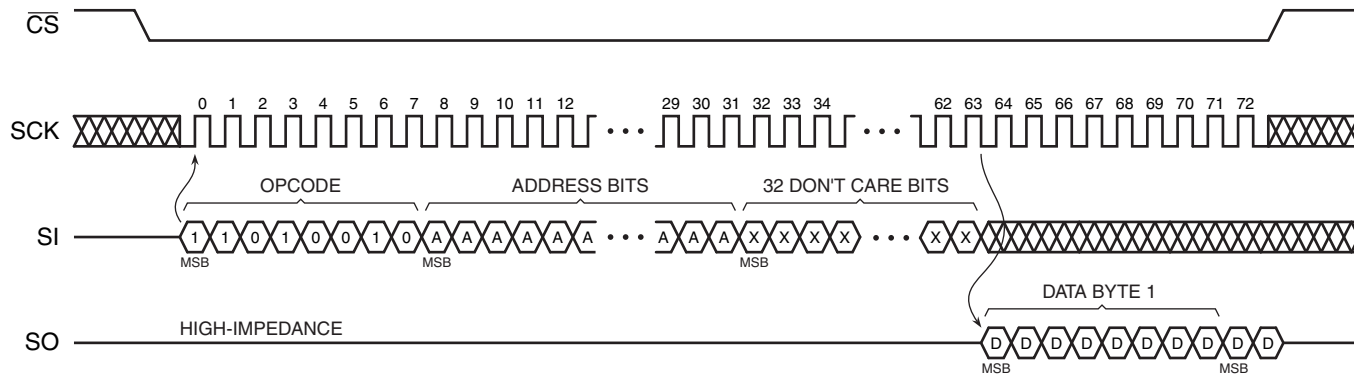 CS
0 1 2 3 4 5 6 7 8 9 10 11 12 29 30 31 32 33 34 62 63 64 65 66 67 68 69 70 71 72
SCK
OPCODE ADDRESS BITS 32 DON'T CARE BITS
SI 1 1 0 1 0 0 1 0 A A A A A A A A A X X X X X X
MSB MSB MSB
DATA BYTE 1
HIGH-IMPEDANCE
SO D D D D D D D D D D
MSB MSB